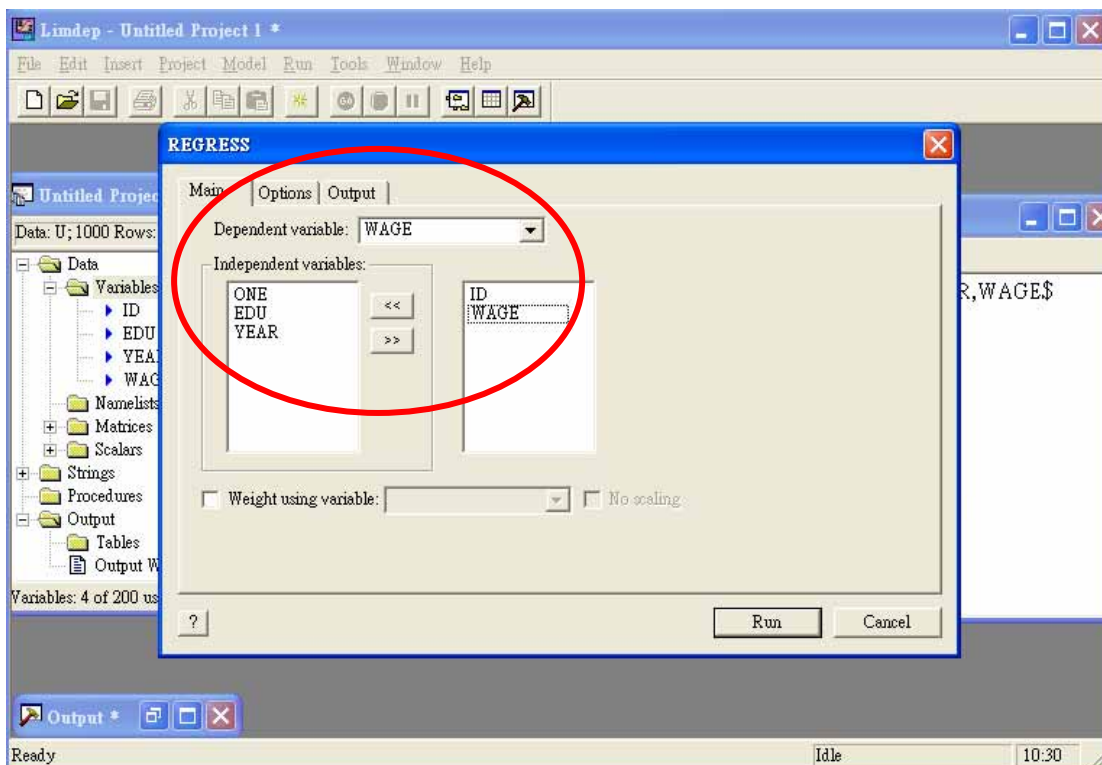 Limdep - Untitled Project 1 *
File Edit Insert Project Model Run Tools Window Help
GO
REGRESS
Untitled Projec
Data: U; 1000 Rows:
Data
Variables
ID
EDU
YEA
WAG
Namelists
Matrices
Scalars
Strings
Procedures
Output
Tables
Output W
Variables: 4 of 200 us
Main Options Output
Dependent variable: WAGE
Independent variables:
ONE
EDU
YEAR
<<
>>
ID
WAGE
Weight using variable: No scaling
? Run Cancel
R,WAGE$
Output *
Ready Idle 10:30